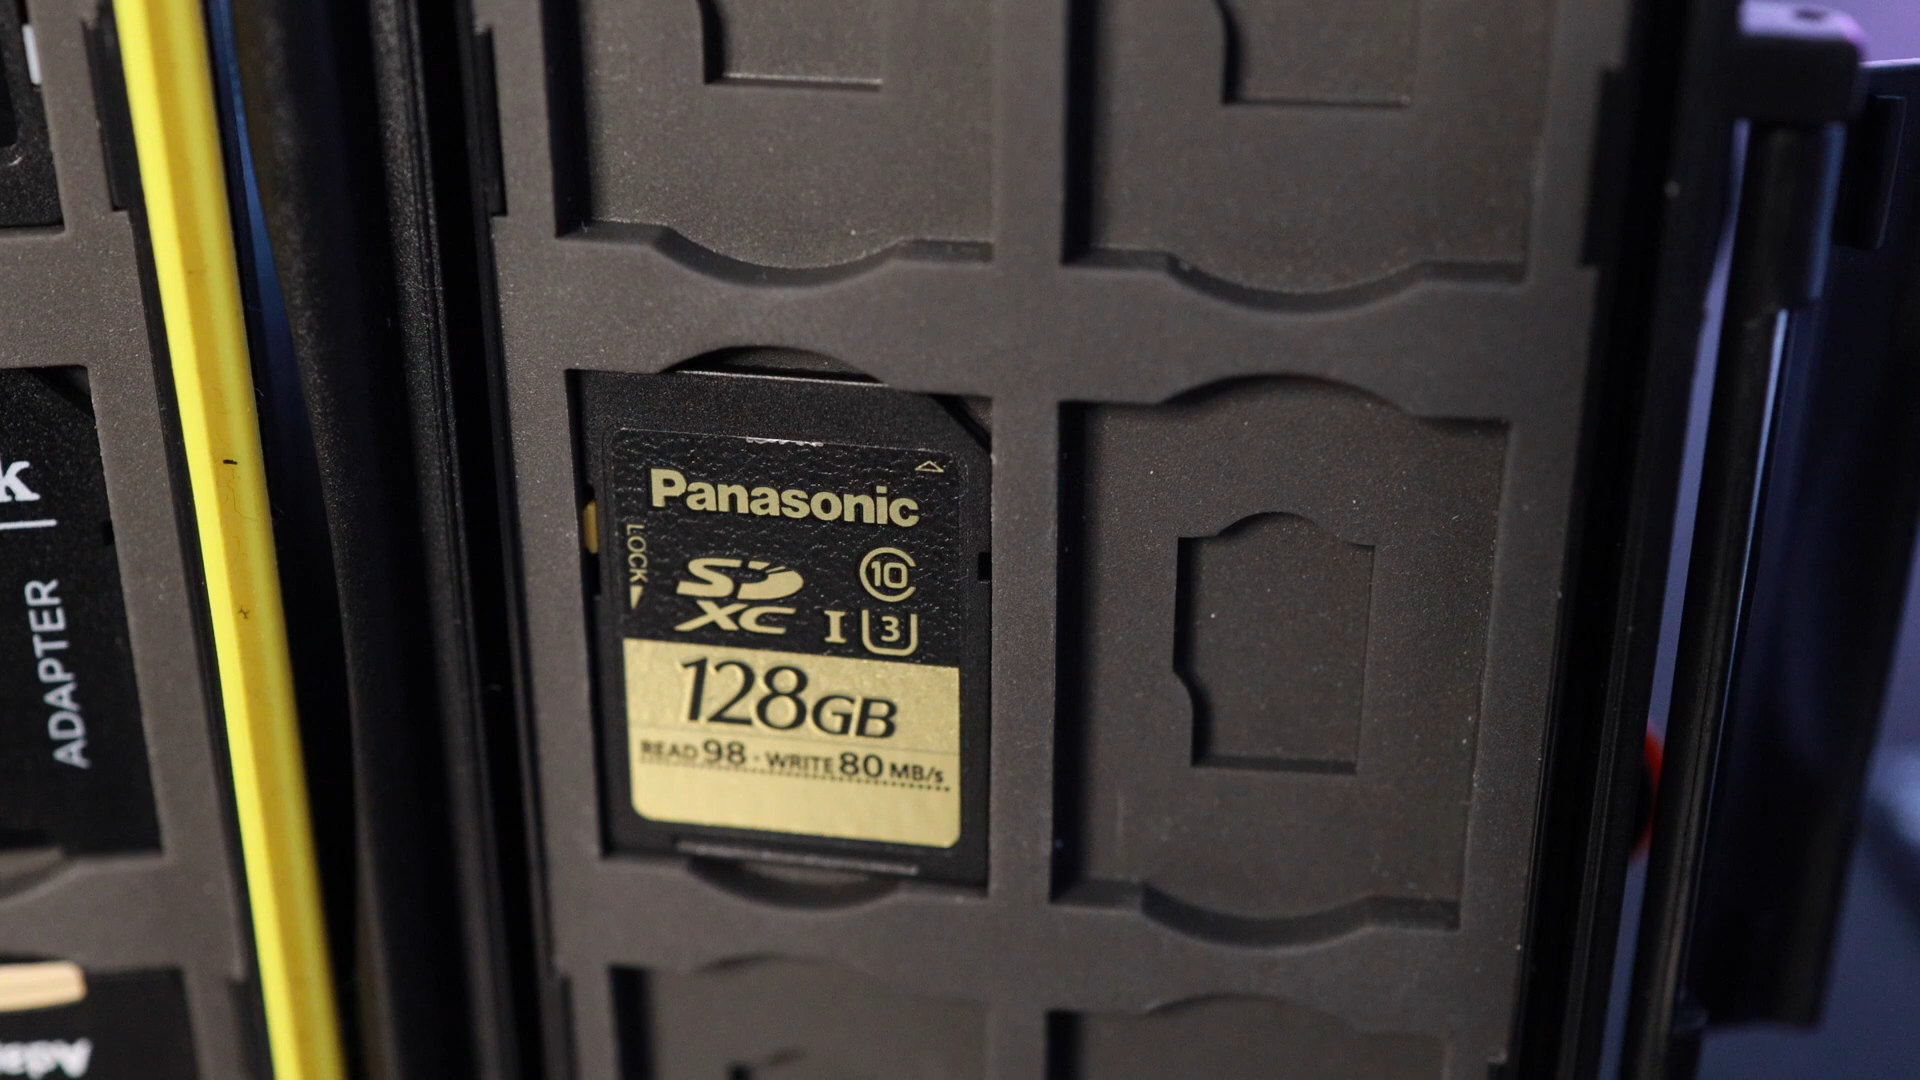 Panasonic
LOCK
SD
XC I
10
3
128GB
READ 98 · WRITE 80 MB/s
k
ADAPTER